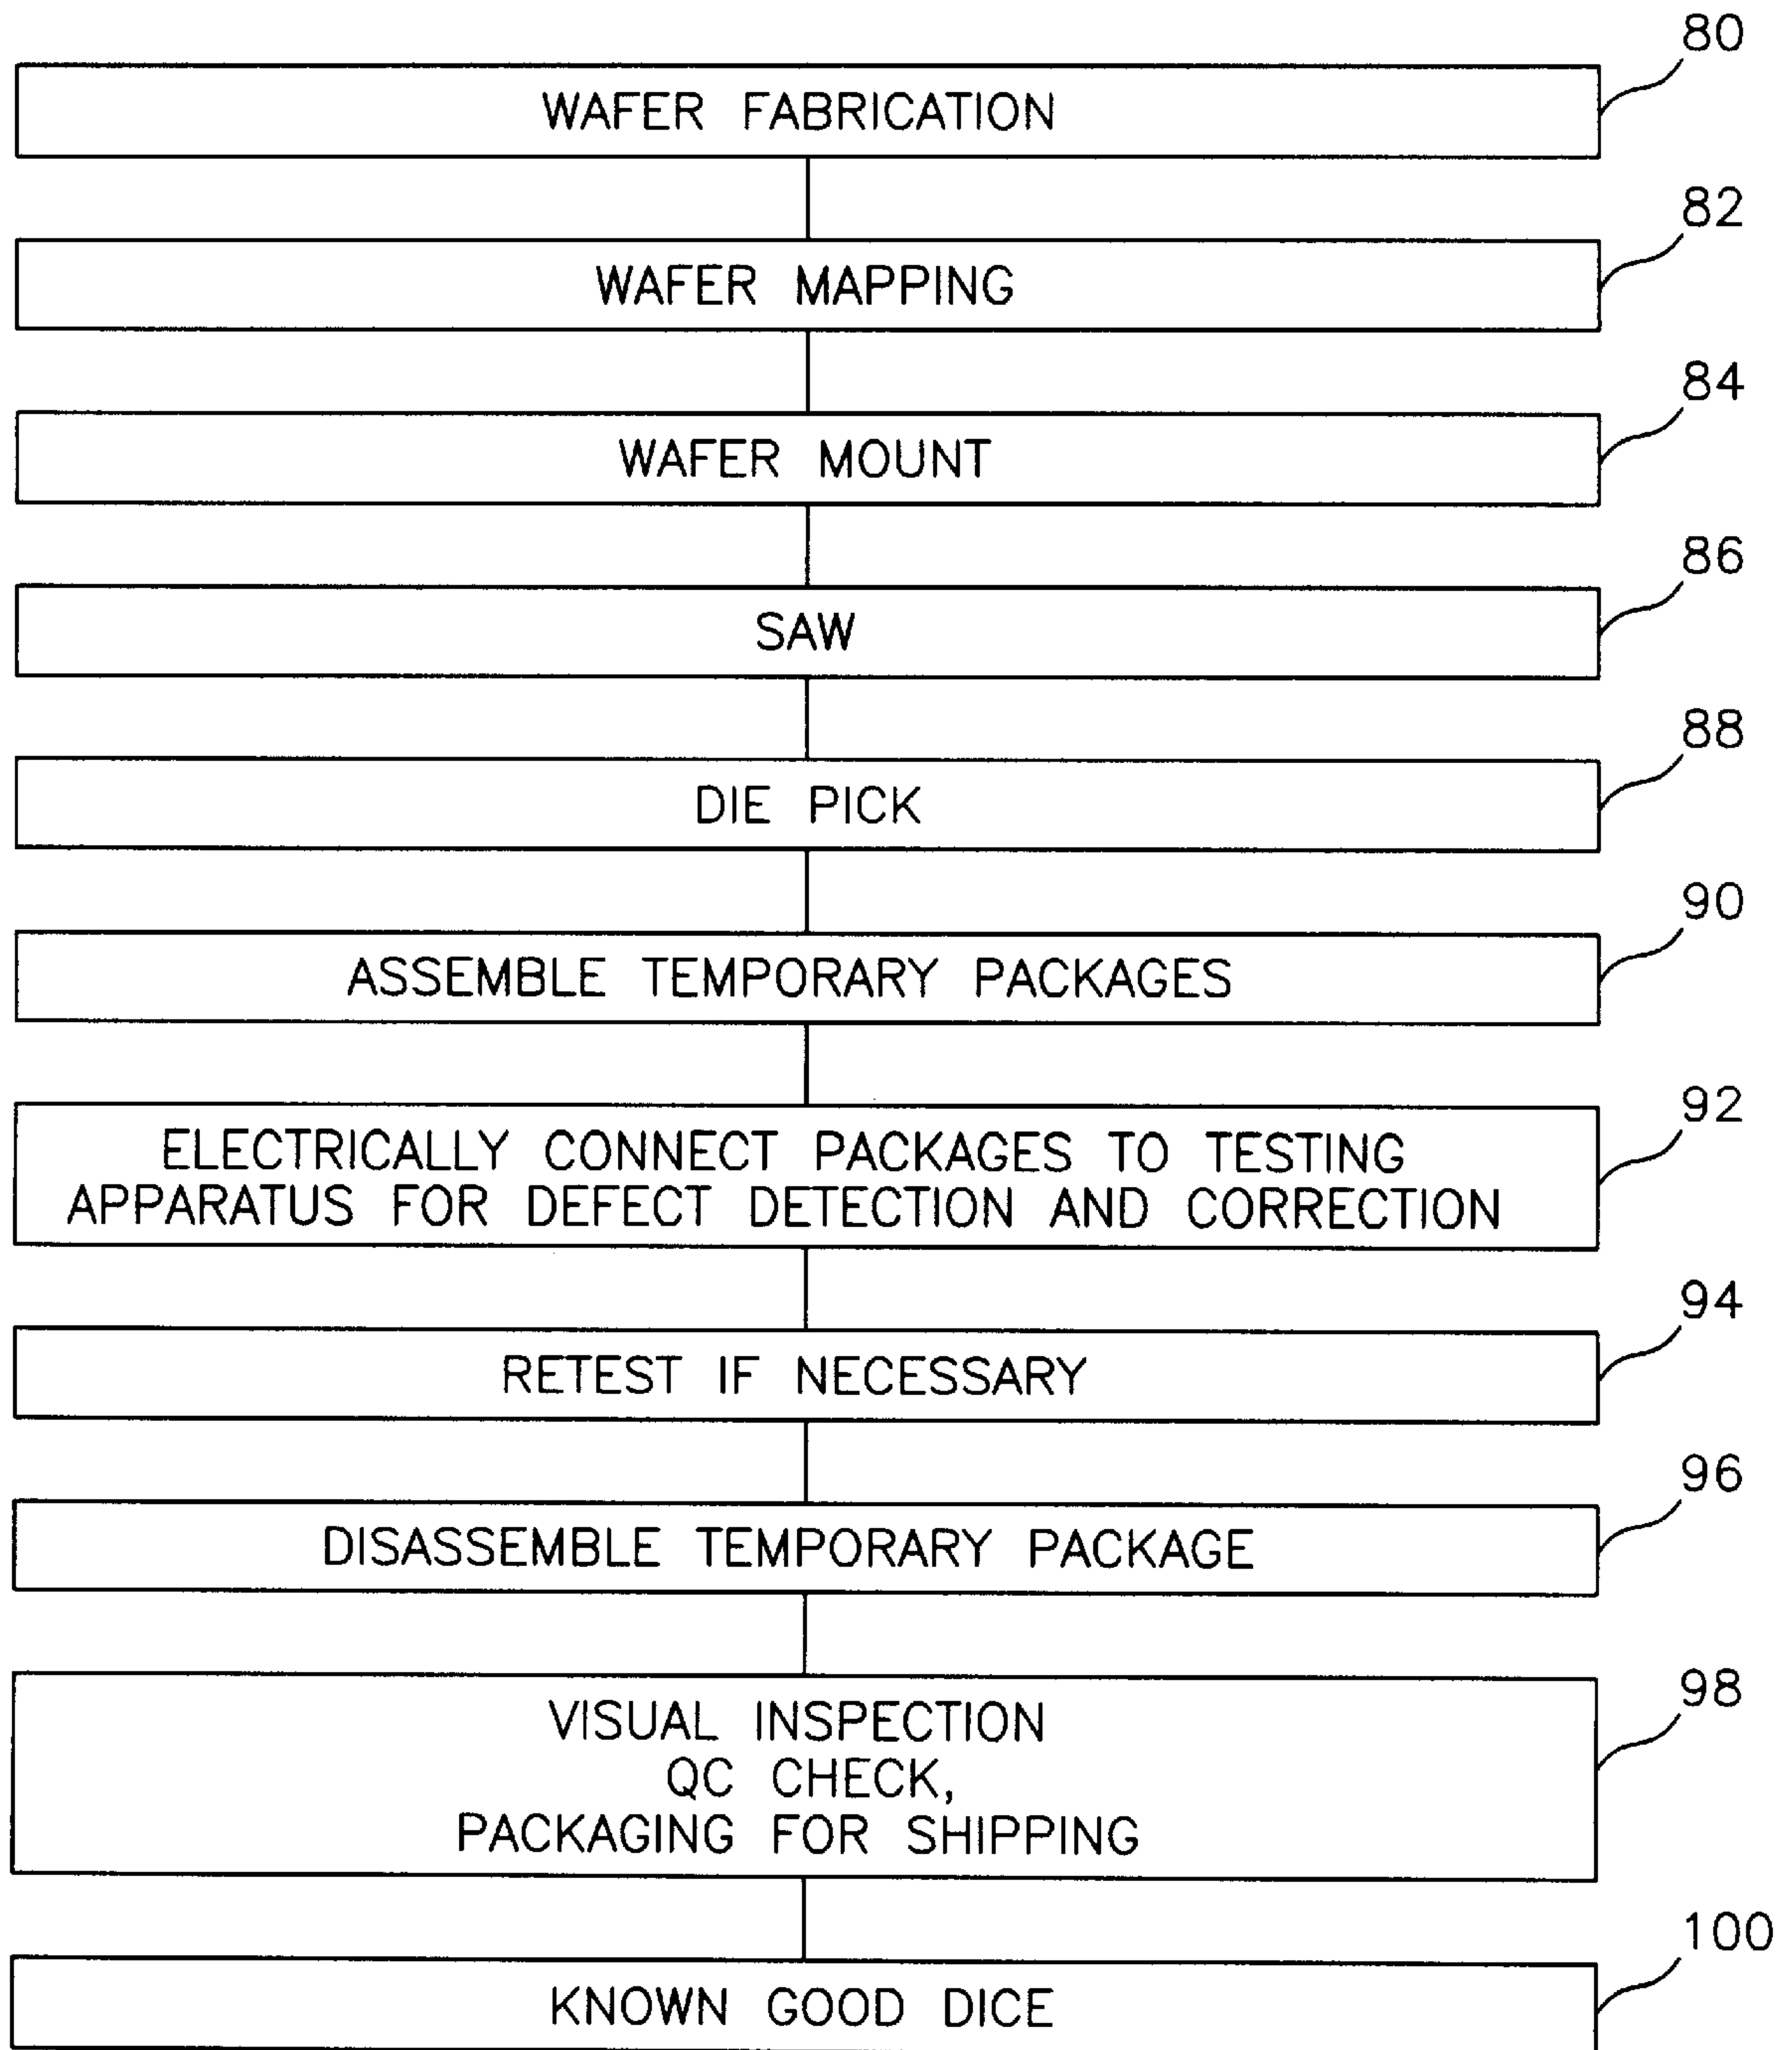 80
WAFER FABRICATION
82
WAFER MAPPING
84
WAFER MOUNT
86
SAW
88
DIE PICK
90
ASSEMBLE TEMPORARY PACKAGES
92
ELECTRICALLY CONNECT PACKAGES TO TESTING
APPARATUS FOR DEFECT DETECTION AND CORRECTION
94
RETEST IF NECESSARY
96
DISASSEMBLE TEMPORARY PACKAGE
98
VISUAL INSPECTION
QC CHECK,
PACKAGING FOR SHIPPING
100
KNOWN GOOD DICE